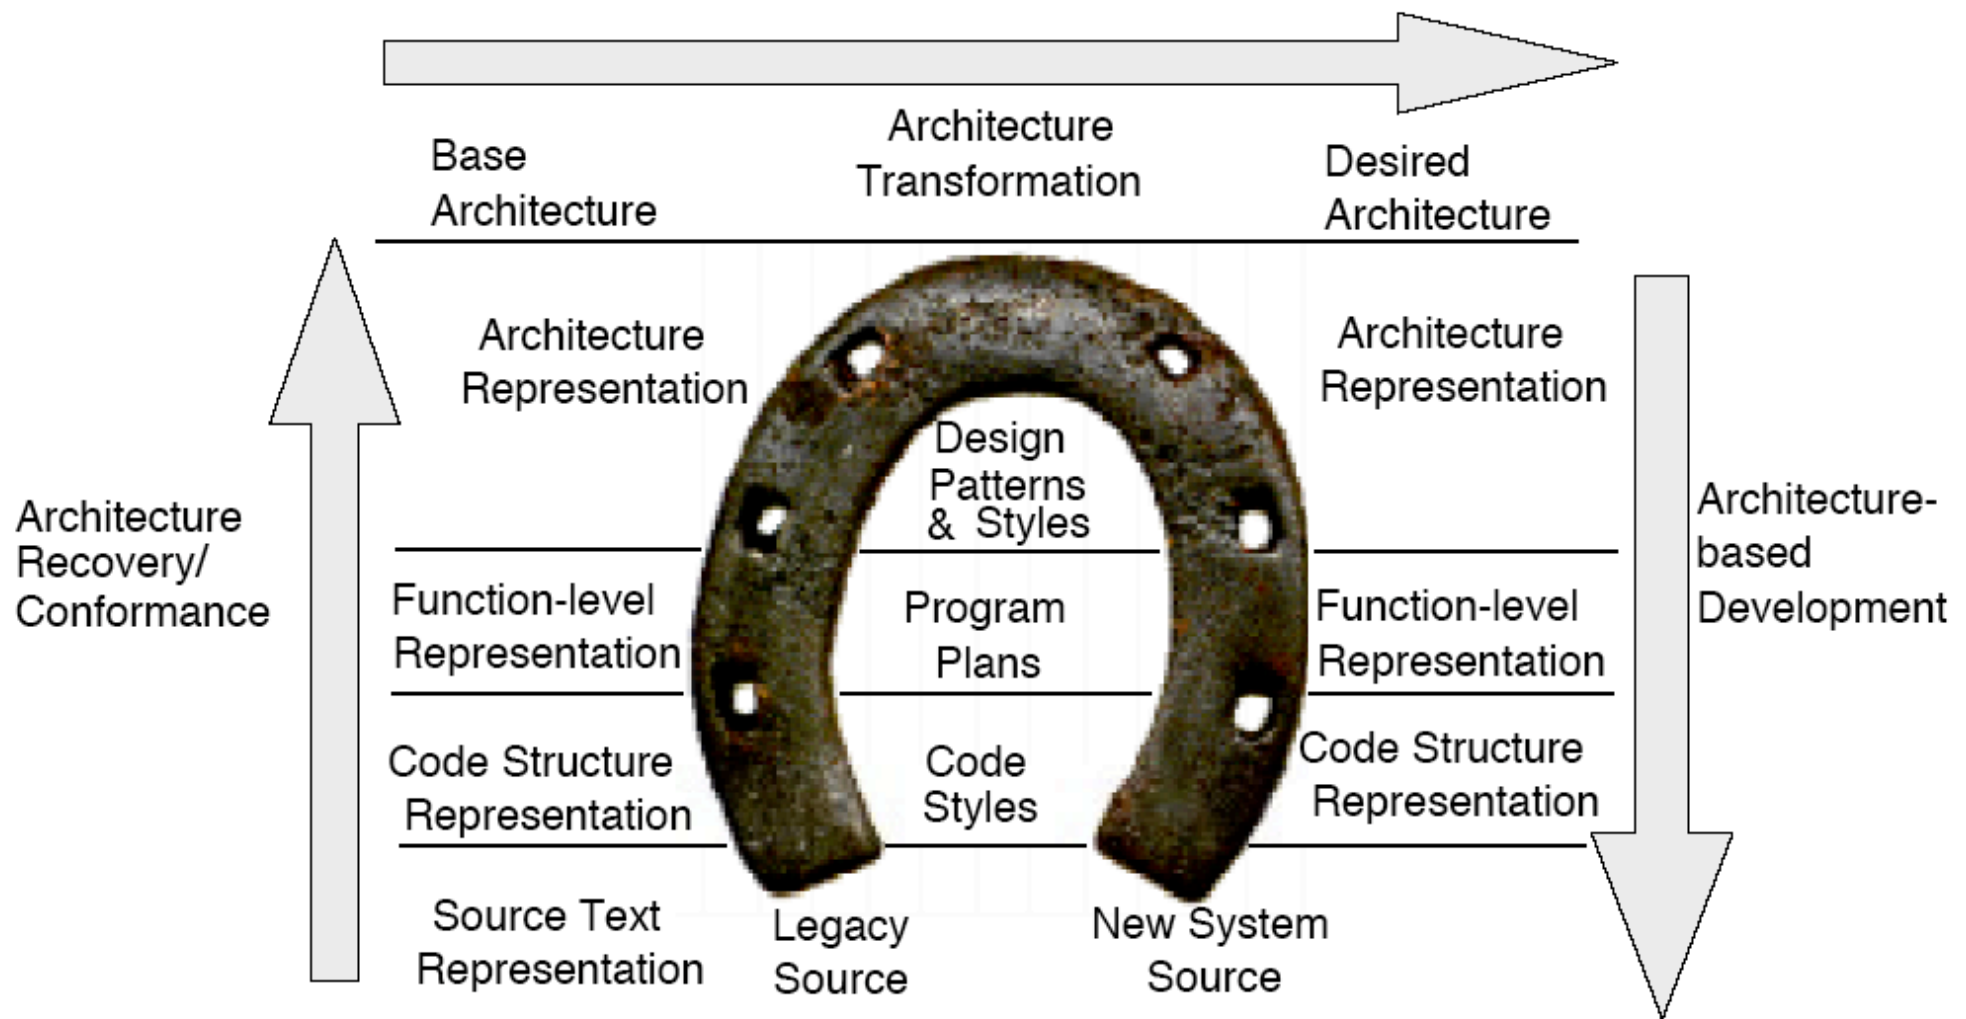 Architecture
Transformation
Base
Architecture
Desired
Architecture
Architecture
Representation
Architecture
Representation
Design
Patterns
& Styles
Architecture
Recovery/
Conformance
Architecture-
based
Development
Function-level
Representation
Program
Plans
Function-level
Representation
Code Structure
Representation
Code
Styles
Code Structure
Representation
Source Text
Representation
Legacy
Source
New System
Source